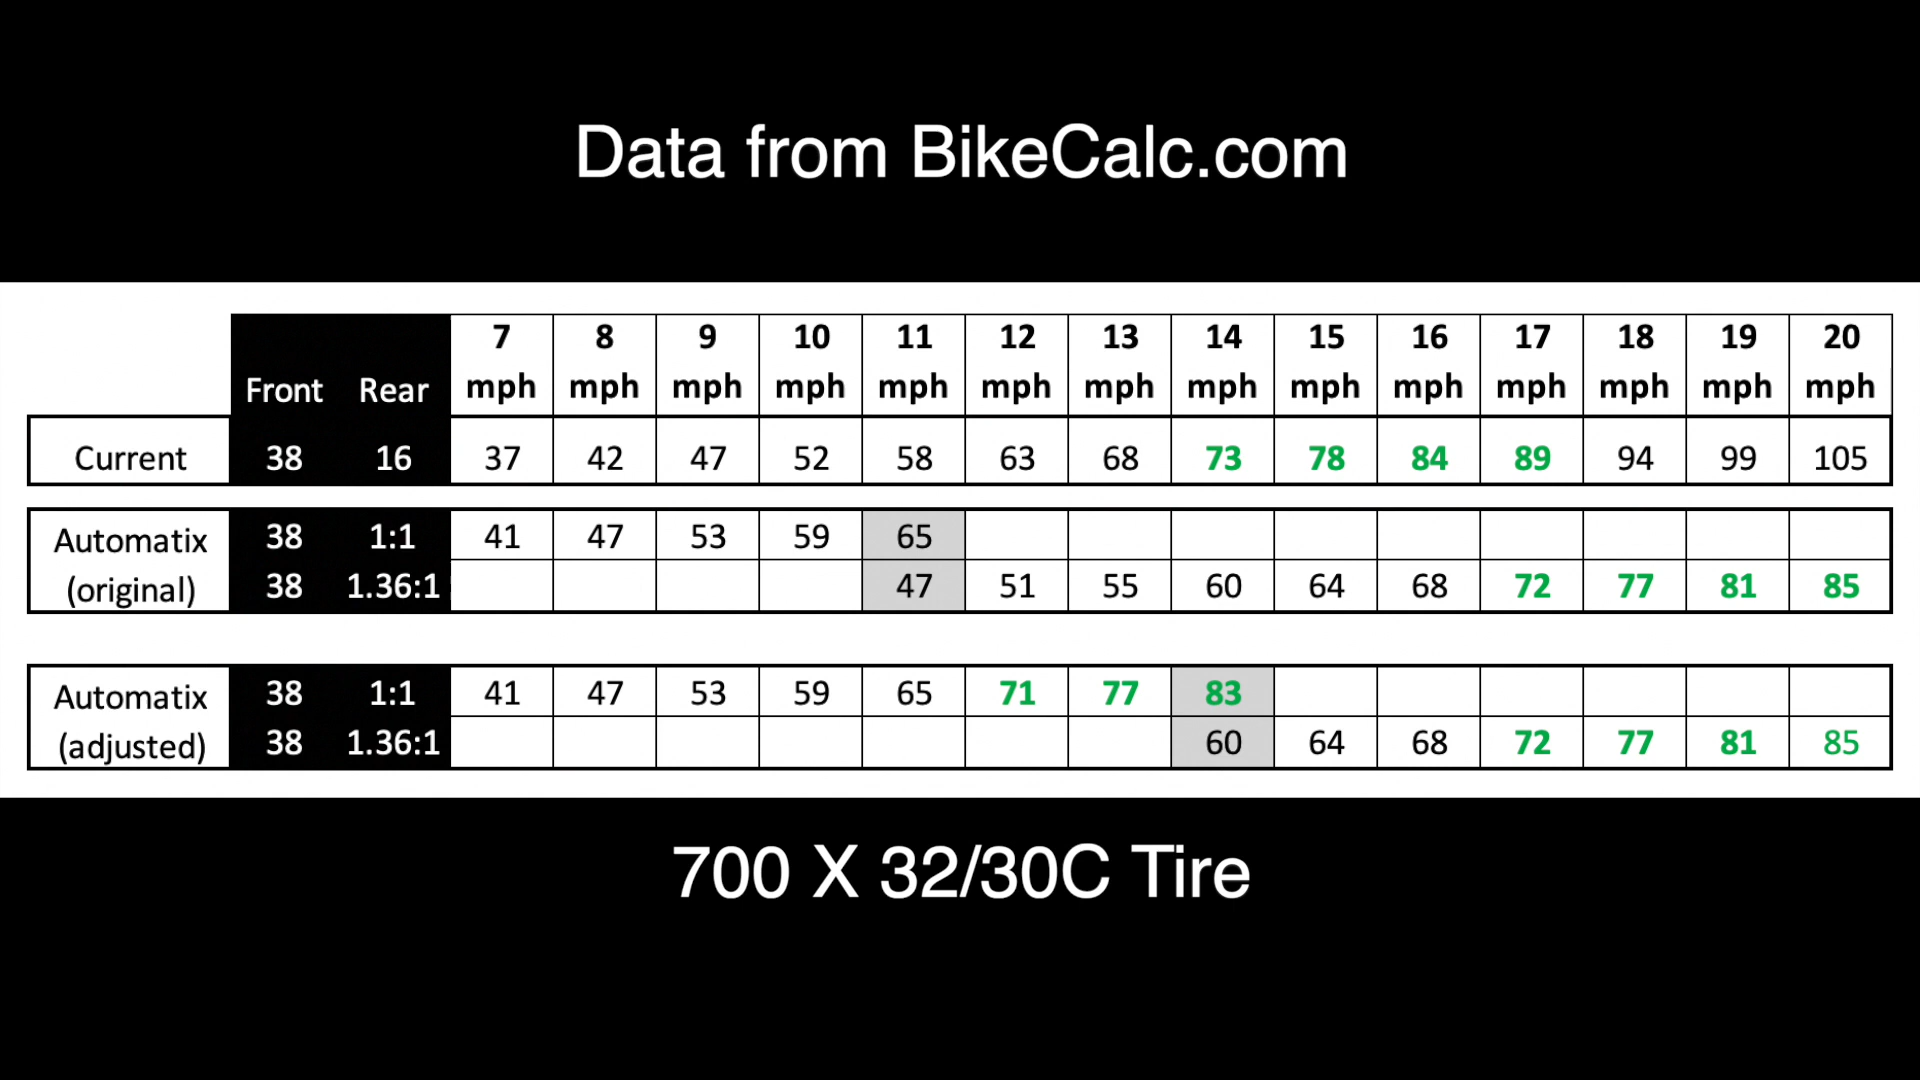 Data from BikeCalc.com
7 8 9 10 11 12 13 14 15 16 17 18 19 20
Front Rear mph mph mph mph mph mph mph mph mph mph mph mph mph mph
Current 38 16 37 42 47 52 58 63 68 73 78 84 89 94 99 105
Automatix 38 1:1 41 47 53 59 65
(original) 38 1.36:1 47 51 55 60 64 68 72 77 81 85
Automatix 38 1:1 41 47 53 59 65 71 77 83
(adjusted) 38 1.36:1 60 64 68 72 77 81 85
700 X 32/30C Tire